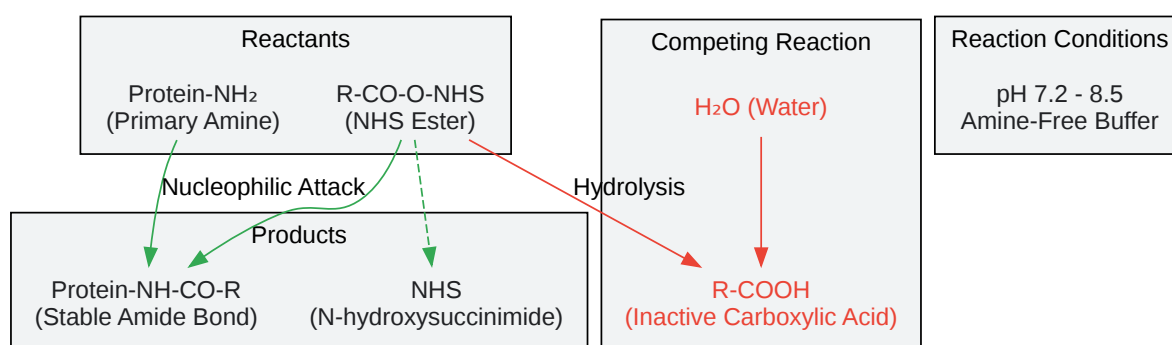 Reactants
Protein-NH₂
(Primary Amine)
R-CO-O-NHS
(NHS Ester)
Competing Reaction
H₂O (Water)
Reaction Conditions
pH 7.2 - 8.5
Amine-Free Buffer
Nucleophilic Attack
Hydrolysis
Products
Protein-NH-CO-R
(Stable Amide Bond)
NHS
(N-hydroxysuccinimide)
R-COOH
(Inactive Carboxylic Acid)